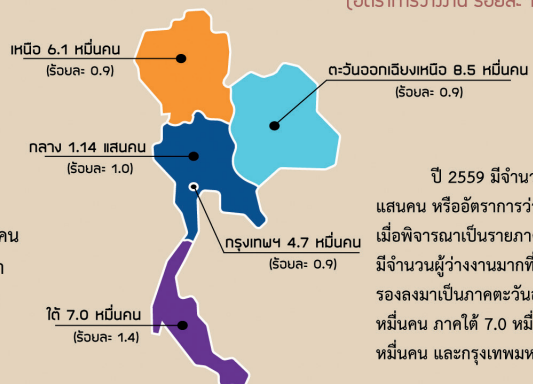 (อัตราการว่างงาน ร้อยละ
เหนือ 6.1 หมื่นคน
(ร้อยละ 0.9)
ตะวันออกเฉียงเหนือ 8.5 หมื่นคน
(ร้อยละ 0.9)
กลาง 1.14 แสนคน
(ร้อยละ 1.0)
กรุงเทพฯ 4.7 หมื่นคน
(ร้อยละ 0.9)
ใต้ 7.0 หมื่นคน
(ร้อยละ 1.4)
คน
ปี 2559 มีจำน
แสนคน หรืออัตราการว่
เมื่อพิจารณาเป็นรายภา
มีจำนวนผู้ว่างงานมากที่
รองลงมาเป็นภาคตะวัน
หมื่นคน ภาคใต้ 7.0 หมื่
หมื่นคน และกรุงเทพมห